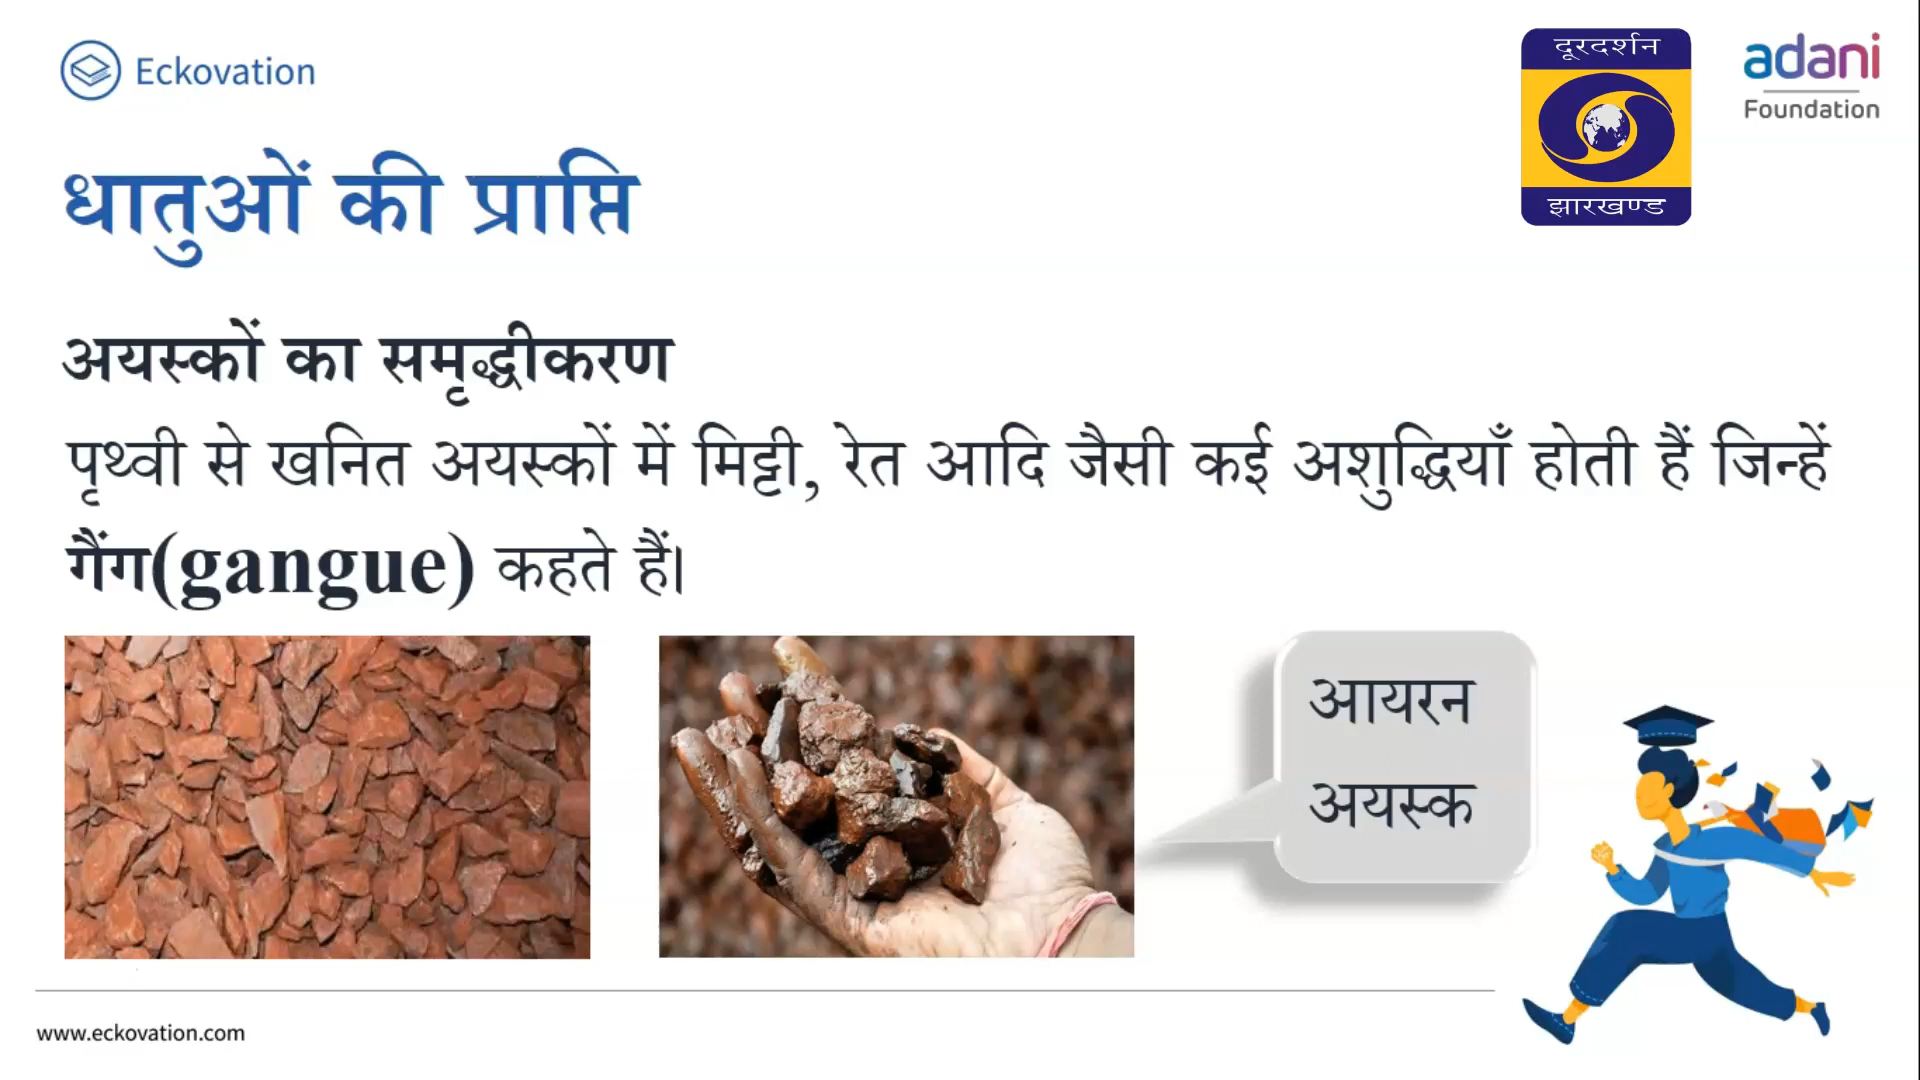 Eckovation
दूरदर्शन
झारखण्ड
adani
Foundation
धातुओं की प्राप्ति
अयस्कों का समृद्धीकरण
पृथ्वी से खनित अयस्कों में मिट्टी, रेत आदि जैसी कई अशुद्धियाँ होती हैं जिन्हें
गैंग(gangue) कहते हैं।
आयरन
अयस्क
www.eckovation.com